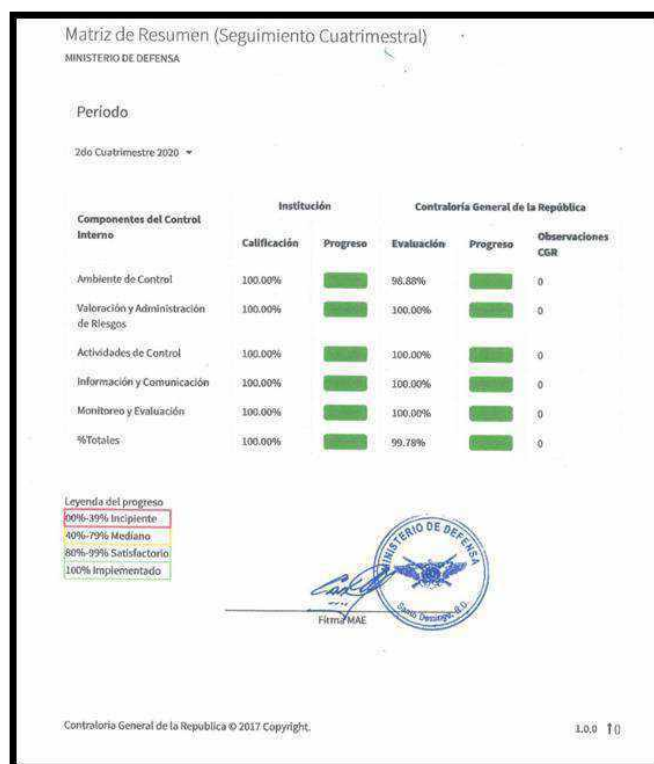 Matriz de Resumen (Seguimiento Cuatrimestral)
MINISTERIO DE DEFENSA
Período
2do Cuatrimestre 2020
Institución Contraloría General de la República
Componentes del Control Interno Calificación Progreso Evaluación Progreso Observaciones CGR
Ambiente de Control 100.00% 98.88% 0
Valoración y Administración de Riesgos 100.00% 100.00% 0
Actividades de Control 100.00% 100.00% 0
Información y Comunicación 100.00% 100.00% 0
Monitoreo y Evaluación 100.00% 100.00% 0
%Totales 100.00% 99.78% 0
Leyenda del progreso
00%-39% Incipiente
40%-79% Mediano
80%-99% Satisfactorio
100% Implementado
MINISTERIO DE DEFENSA
Santo Domingo, R.D.
Firma MAE
Contraloría General de la Republica © 2017 Copyright.
1.0.0